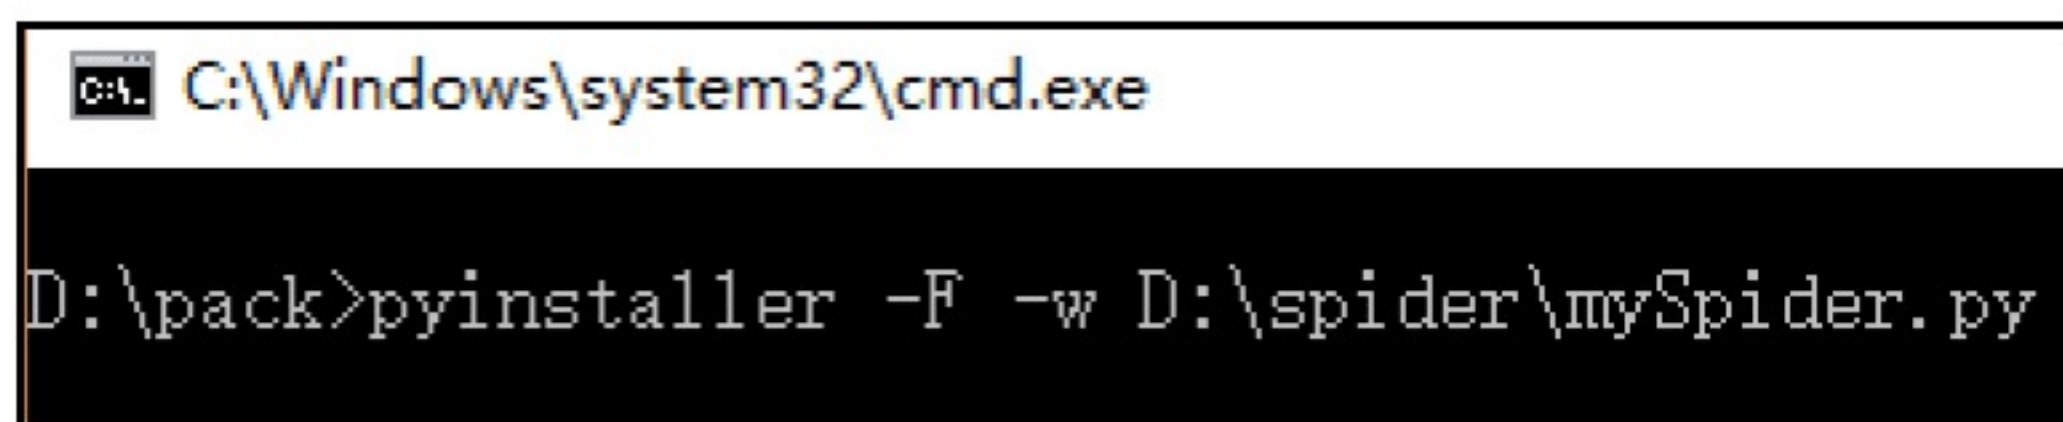 C:\Windows\system32\cmd.exe
D:\pack>pyinstaller -F -w D:\spider\mySpider.py